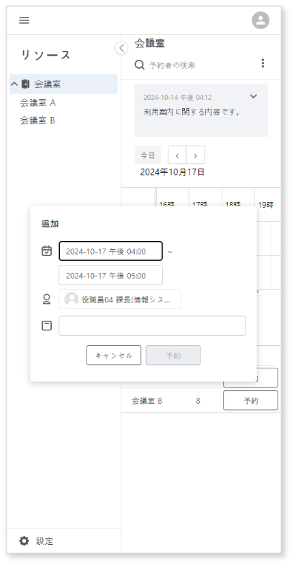 リソース
会議室
会議室 A
会議室 B
設定
会議室
予約者の検索
2024-10-14 午後 04:12
利用案内に関する内容です。
今日
2024年10月17日
16時 17時 18時 19時
追加
2024-10-17 午後 04:00 ~
2024-10-17 午後 05:00
役職員04 課長(情報シス...
キャンセル 予約
会議室 B 8 予約